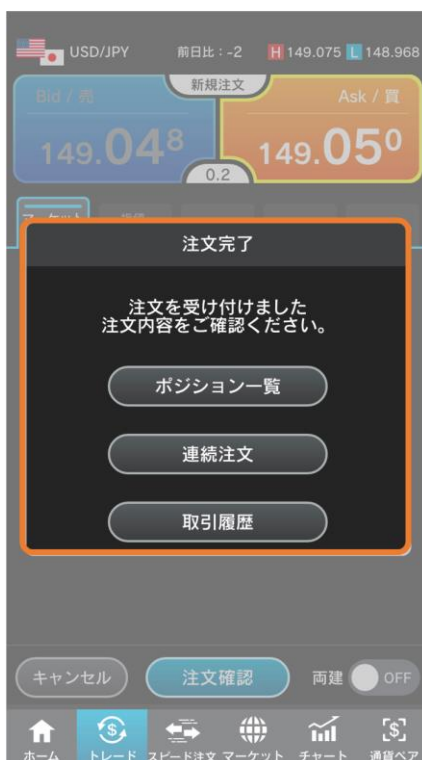 USD/JPY 前日比：-2 H 149.075 L 148.968
新規注文
Bid / 売 Ask / 買
149.048 149.050
0.2
マーケット
注文完了
注文を受け付けました
注文内容をご確認ください。
ポジション一覧
連続注文
取引履歴
キャンセル 注文確認 両建 OFF
ホーム トレード スピード注文 マーケット チャート 通貨ペア